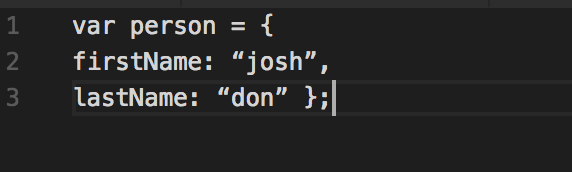 1 var person = {
2 firstName: “josh”,
3 lastName: “don” };